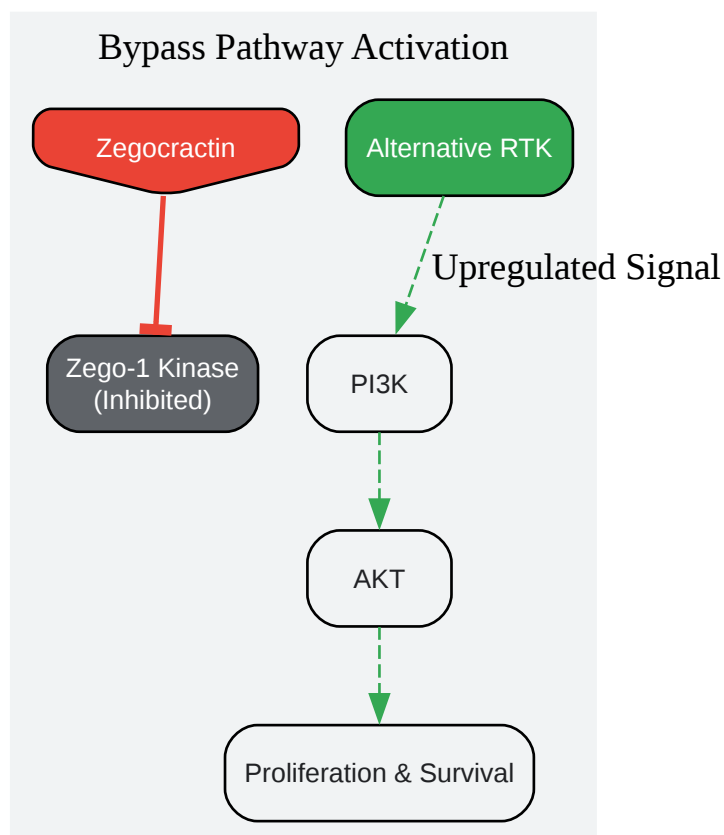 Bypass Pathway Activation
Zegocractin
Alternative RTK
Upregulated Signal
Zego-1 Kinase
(Inhibited)
PI3K
AKT
Proliferation & Survival